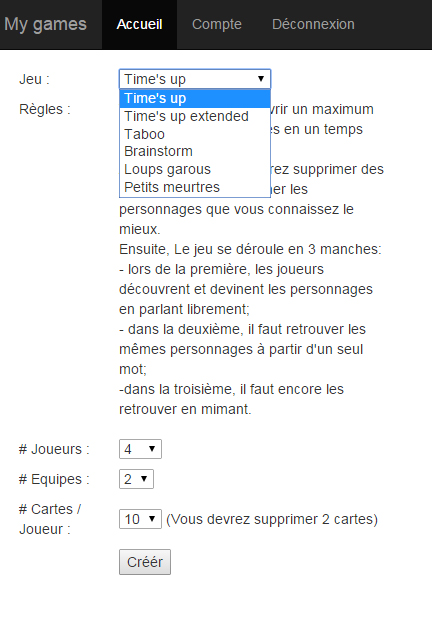 My games Accueil Compte Déconnexion
Jeu : Time's up
Time's up
Règles : vrir un maximum
Time's up extended
es en un temps
Taboo
Brainstorm
Loups garous rez supprimer des
Petits meurtres er les
personnages que vous connaissez le
mieux.
Ensuite, Le jeu se déroule en 3 manches:
- lors de la première, les joueurs
découvrent et devinent les personnages
en parlant librement;
- dans la deuxième, il faut retrouver les
mêmes personnages à partir d'un seul
mot;
-dans la troisième, il faut encore les
retrouver en mimant.
# Joueurs : 4
# Equipes : 2
# Cartes /
Joueur : 10 (Vous devrez supprimer 2 cartes)
Créér